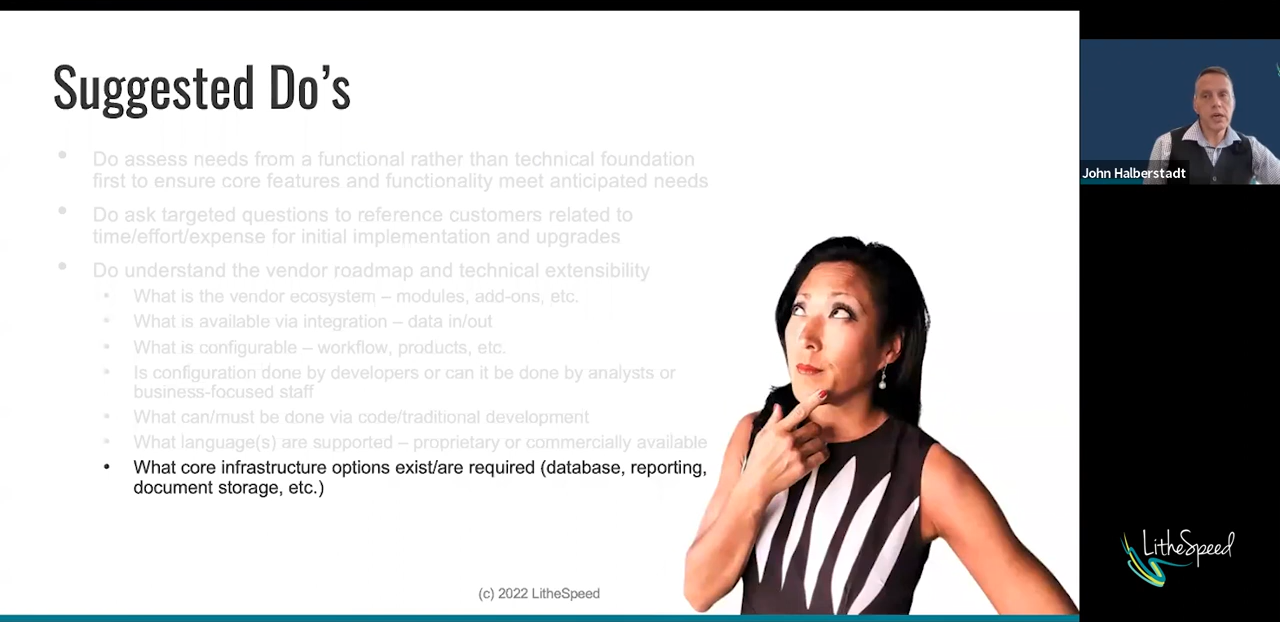 Suggested Do's
• Do assess needs from a functional rather than technical foundation
first to ensure core features and functionality meet anticipated needs
• Do ask targeted questions to reference customers related to
time/effort/expense for initial implementation and upgrades
• Do understand the vendor roadmap and technical extensibility
• What is the vendor ecosystem – modules, add-ons, etc.
• What is available via integration – data in/out
• What is configurable – workflow, products, etc.
• Is configuration done by developers or can it be done by analysts or
business-focused staff
• What can/must be done via code/traditional development
• What language(s) are supported – proprietary or commercially available
• What core infrastructure options exist/are required (database, reporting,
document storage, etc.)
(c) 2022 LitheSpeed
John Halberstadt
LitheSpeed